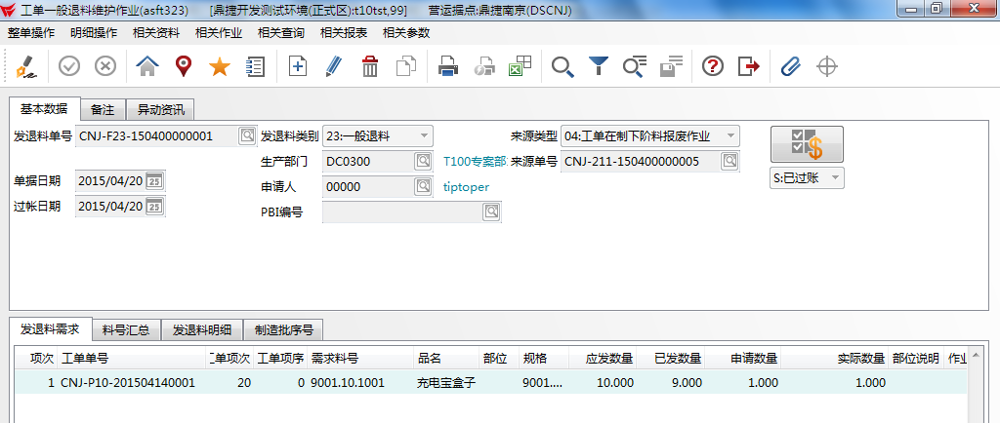 工单一般退料维护作业(asft323) [鼎捷开发测试环境(正式区):t10tst,99] 营运据点:鼎捷南京(DSCNJ)
整单操作 明细操作 相关资料 相关作业 相关查询 相关报表 相关参数
基本数据 备注 异动资讯
发退料单号 CNJ-F23-150400000001 发退料类别 23:一般退料 来源类型 04:工单在制下阶料报废作业
生产部门 DC0300 T100专案部 来源单号 CNJ-211-150400000005
单据日期 2015/04/20 25 申请人 00000 tiptoper S:已过账
过帐日期 2015/04/20 25 PBI编号
发退料需求 料号汇总 发退料明细 制造批序号
项次 工单单号 单项次 工单项序 需求料号 品名 部位 规格 应发数量 已发数量 申请数量 实际数量 部位说明
1 CNJ-P10-201504140001 20 0 9001.10.1001 充电宝盒子 9001.... 10.000 9.000 1.000 1.000